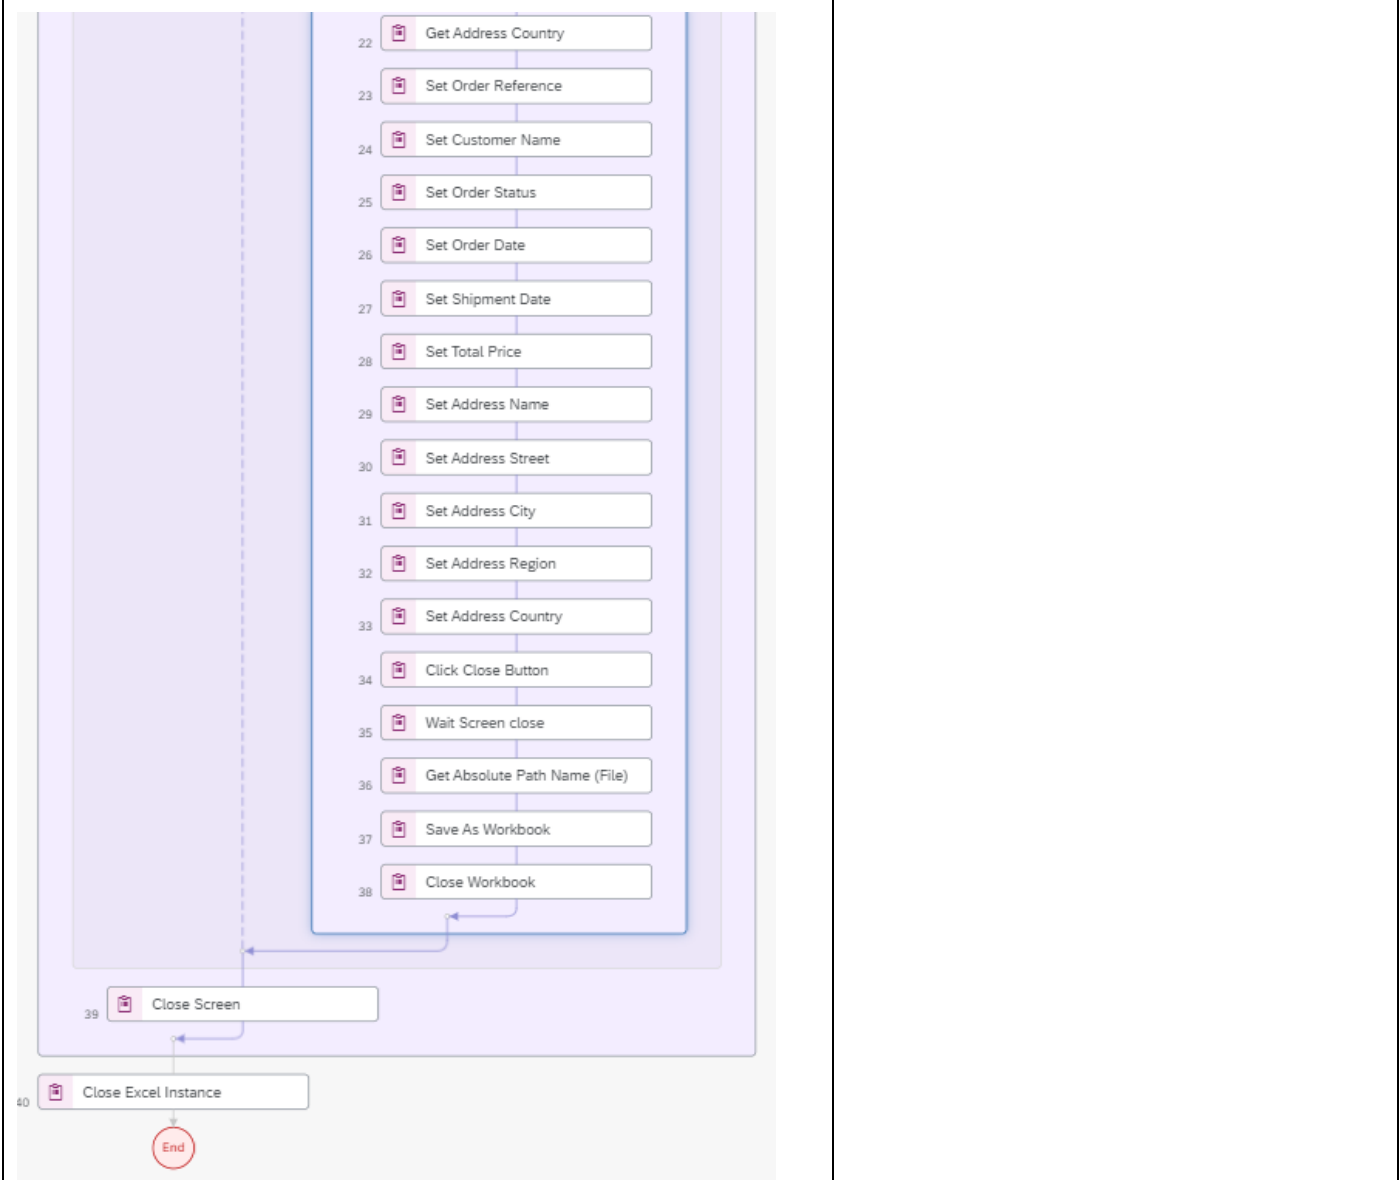 22 Get Address Country
23 Set Order Reference
24 Set Customer Name
25 Set Order Status
26 Set Order Date
27 Set Shipment Date
28 Set Total Price
29 Set Address Name
30 Set Address Street
31 Set Address City
32 Set Address Region
33 Set Address Country
34 Click Close Button
35 Wait Screen close
36 Get Absolute Path Name (File)
37 Save As Workbook
38 Close Workbook
39 Close Screen
40 Close Excel Instance
End